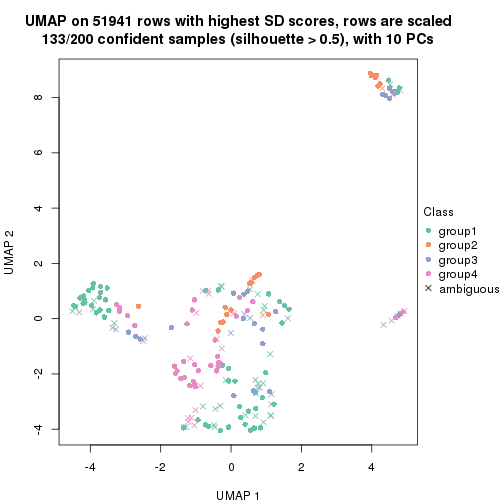 UMAP on 51941 rows with highest SD scores, rows are scaled
133/200 confident samples (silhouette > 0.5), with 10 PCs
8
6
4
2
0
-2
-4
UMAP 2
-4
-2
0
2
4
UMAP 1
Class
group1
group2
group3
group4
ambiguous